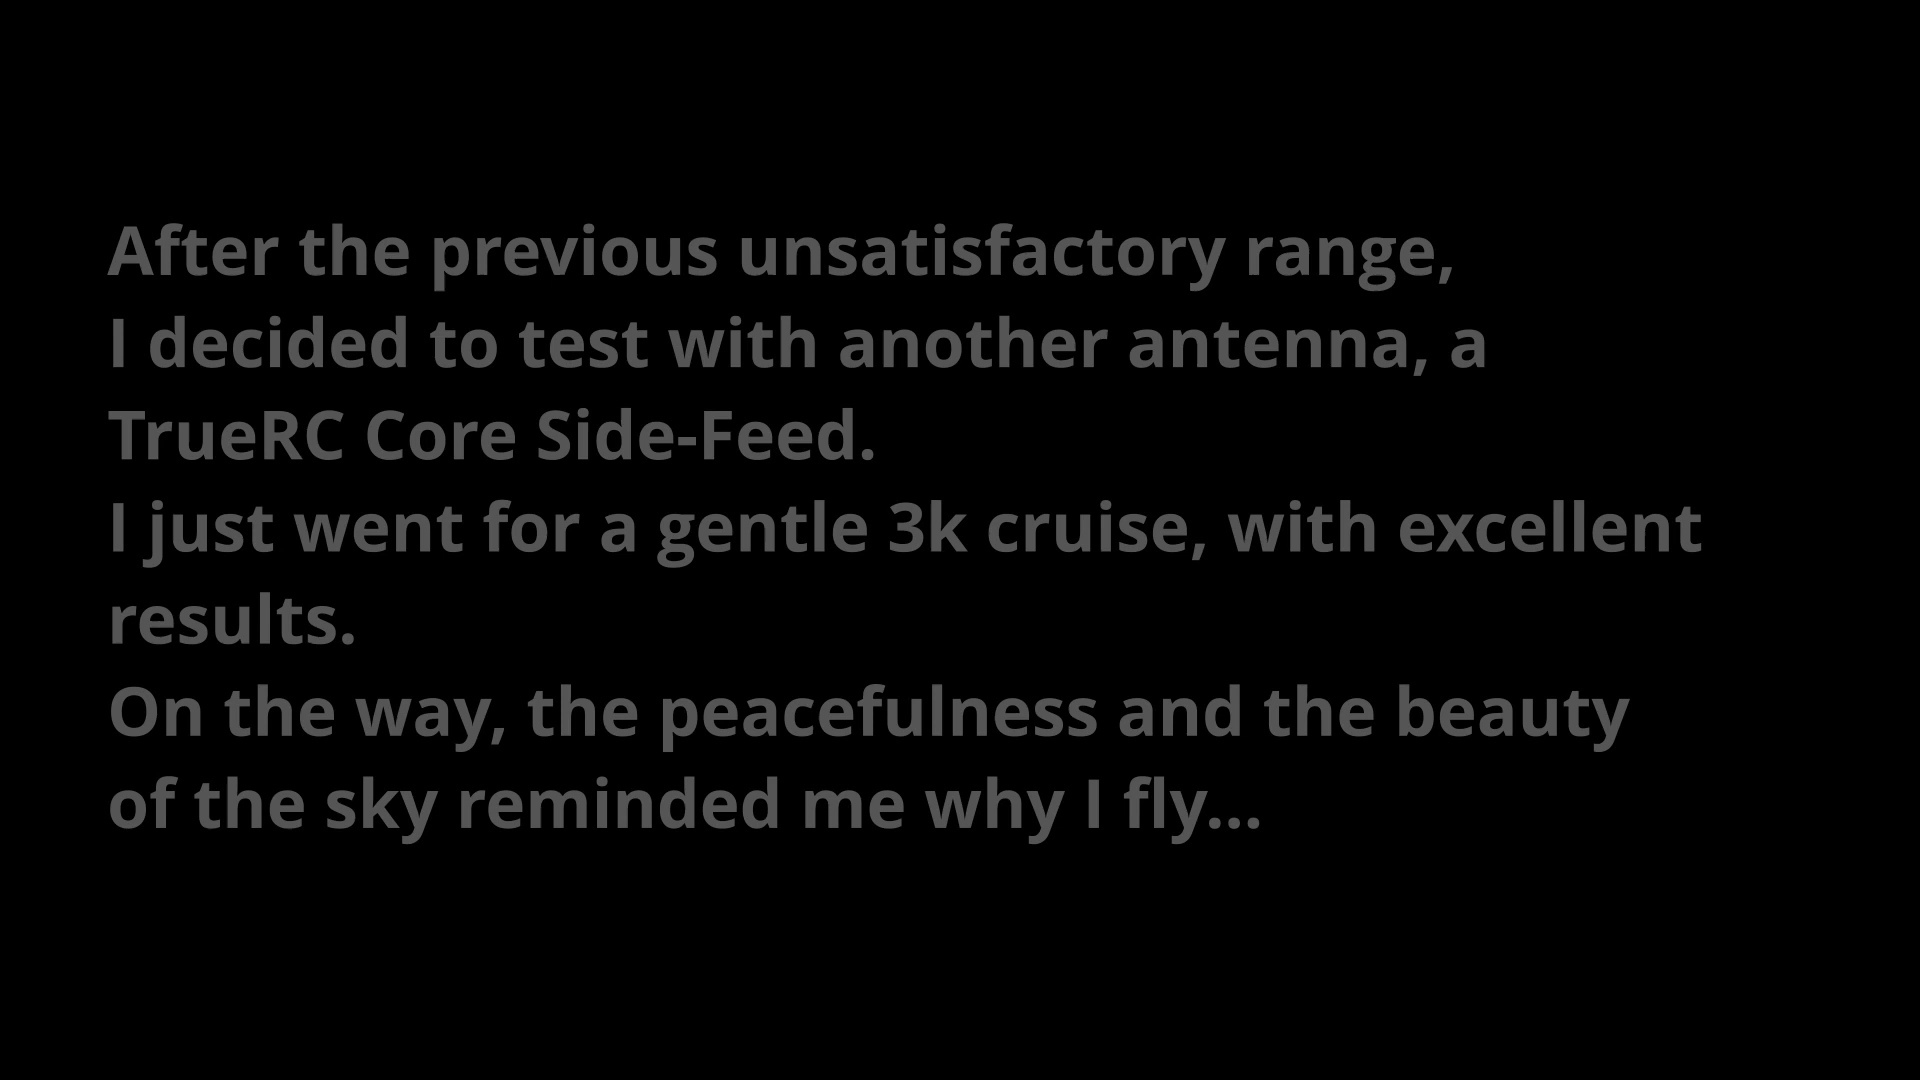 After the previous unsatisfactory range,
I decided to test with another antenna, a
TrueRC Core Side-Feed.
I just went for a gentle 3k cruise, with excellent
results.
On the way, the peacefulness and the beauty
of the sky reminded me why I fly...